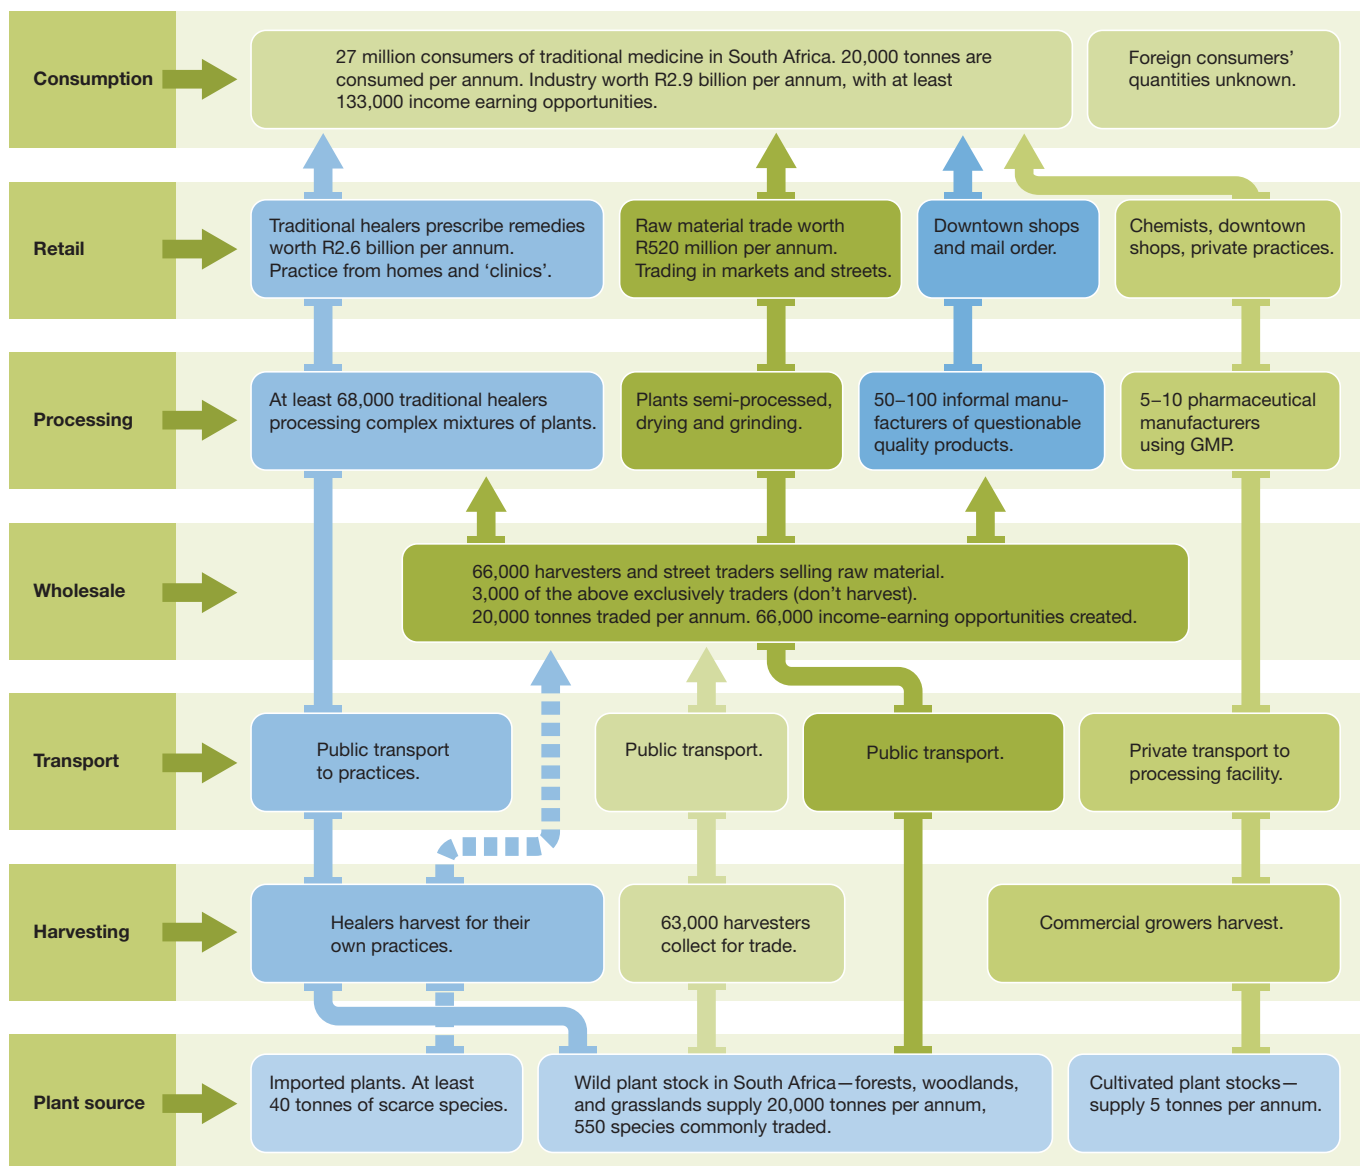 Consumption
27 million consumers of traditional medicine in South Africa. 20,000 tonnes are
consumed per annum. Industry worth R2.9 billion per annum, with at least
133,000 income earning opportunities.
Foreign consumers’
quantities unknown.
Retail
Traditional healers prescribe remedies
worth R2.6 billion per annum.
Practice from homes and ‘clinics’.
Raw material trade worth
R520 million per annum.
Trading in markets and streets.
Downtown shops
and mail order.
Chemists, downtown
shops, private practices.
Processing
At least 68,000 traditional healers
processing complex mixtures of plants.
Plants semi-processed,
drying and grinding.
50–100 informal manu-
facturers of questionable
quality products.
5–10 pharmaceutical
manufacturers
using GMP.
Wholesale
66,000 harvesters and street traders selling raw material.
3,000 of the above exclusively traders (don’t harvest).
20,000 tonnes traded per annum. 66,000 income-earning opportunities created.
Transport
Public transport
to practices.
Public transport.
Public transport.
Private transport to
processing facility.
Harvesting
Healers harvest for their
own practices.
63,000 harvesters
collect for trade.
Commercial growers harvest.
Plant source
Imported plants. At least
40 tonnes of scarce species.
Wild plant stock in South Africa—forests, woodlands,
and grasslands supply 20,000 tonnes per annum,
550 species commonly traded.
Cultivated plant stocks—
supply 5 tonnes per annum.